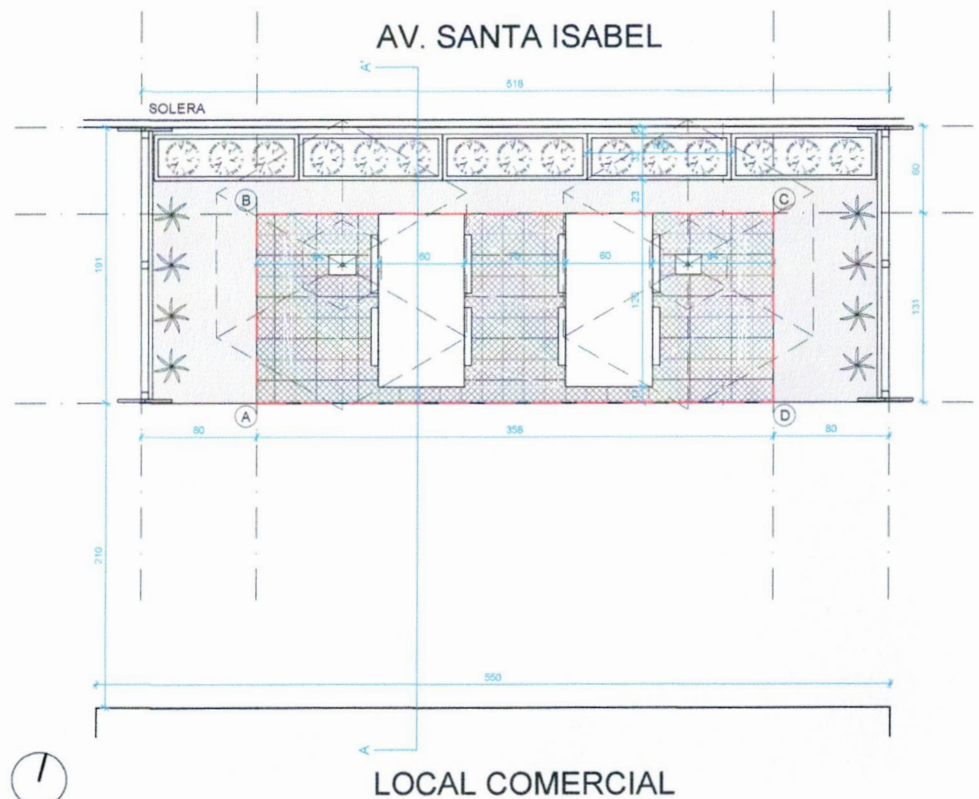 AV. SANTA ISABEL
A'
518
SOLERA
60
B
C
23
60
60
191
131
A
D
80
358
80
210
550
A
LOCAL COMERCIAL